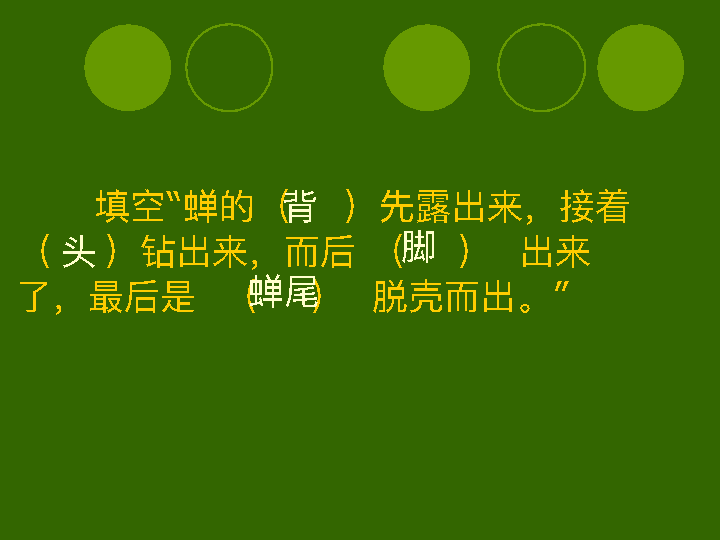 填空“蝉的（背）先露出来，接着
（头）钻出来，而后（脚）出来
了，最后是（蝉尾）脱壳而出。”